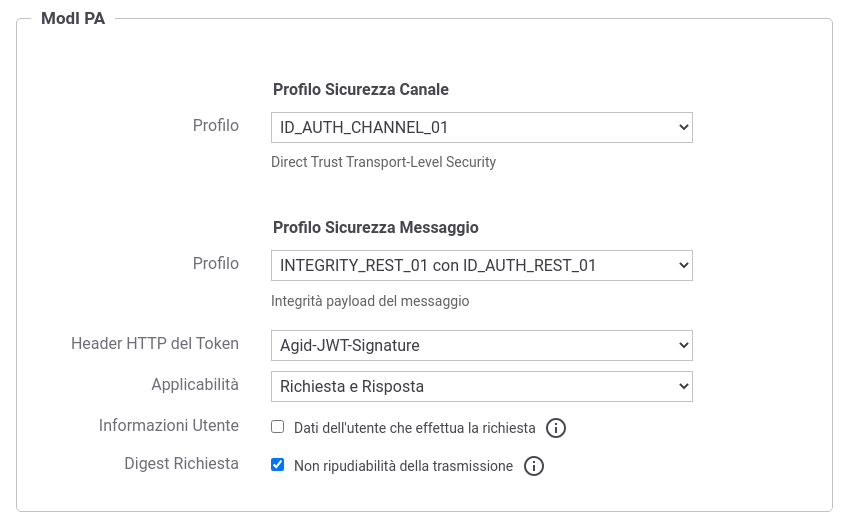 ModI PA
Profilo Sicurezza Canale
Profilo ID_AUTH_CHANNEL_01
Direct Trust Transport-Level Security
Profilo Sicurezza Messaggio
Profilo INTEGRITY_REST_01 con ID_AUTH_REST_01
Integrità payload del messaggio
Header HTTP del Token Agid-JWT-Signature
Applicabilità Richiesta e Risposta
Informazioni Utente Dati dell'utente che effettua la richiesta
Digest Richiesta Non ripudiabilità della trasmissione